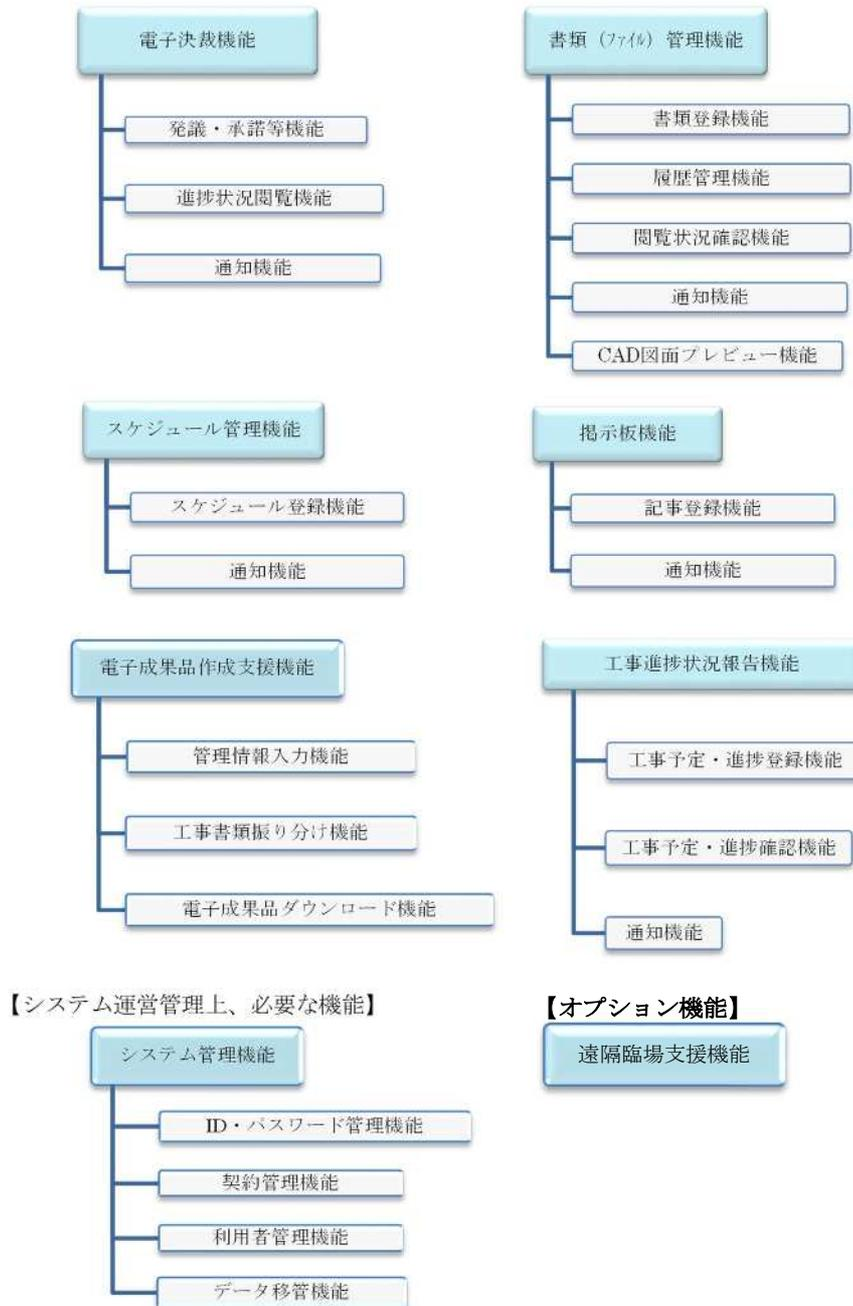 電子決裁機能
発議・承諾等機能
進捗状況閲覧機能
通知機能
書類（ﾌｧｲﾙ）管理機能
書類登録機能
履歴管理機能
閲覧状況確認機能
通知機能
CAD図面プレビュー機能
スケジュール管理機能
スケジュール登録機能
通知機能
掲示板機能
記事登録機能
通知機能
電子成果品作成支援機能
管理情報入力機能
工事書類振り分け機能
電子成果品ダウンロード機能
工事進捗状況報告機能
工事予定・進捗登録機能
工事予定・進捗確認機能
通知機能
【システム運営管理上、必要な機能】
システム管理機能
ID・パスワード管理機能
契約管理機能
利用者管理機能
データ移管機能
【オプション機能】
遠隔臨場支援機能